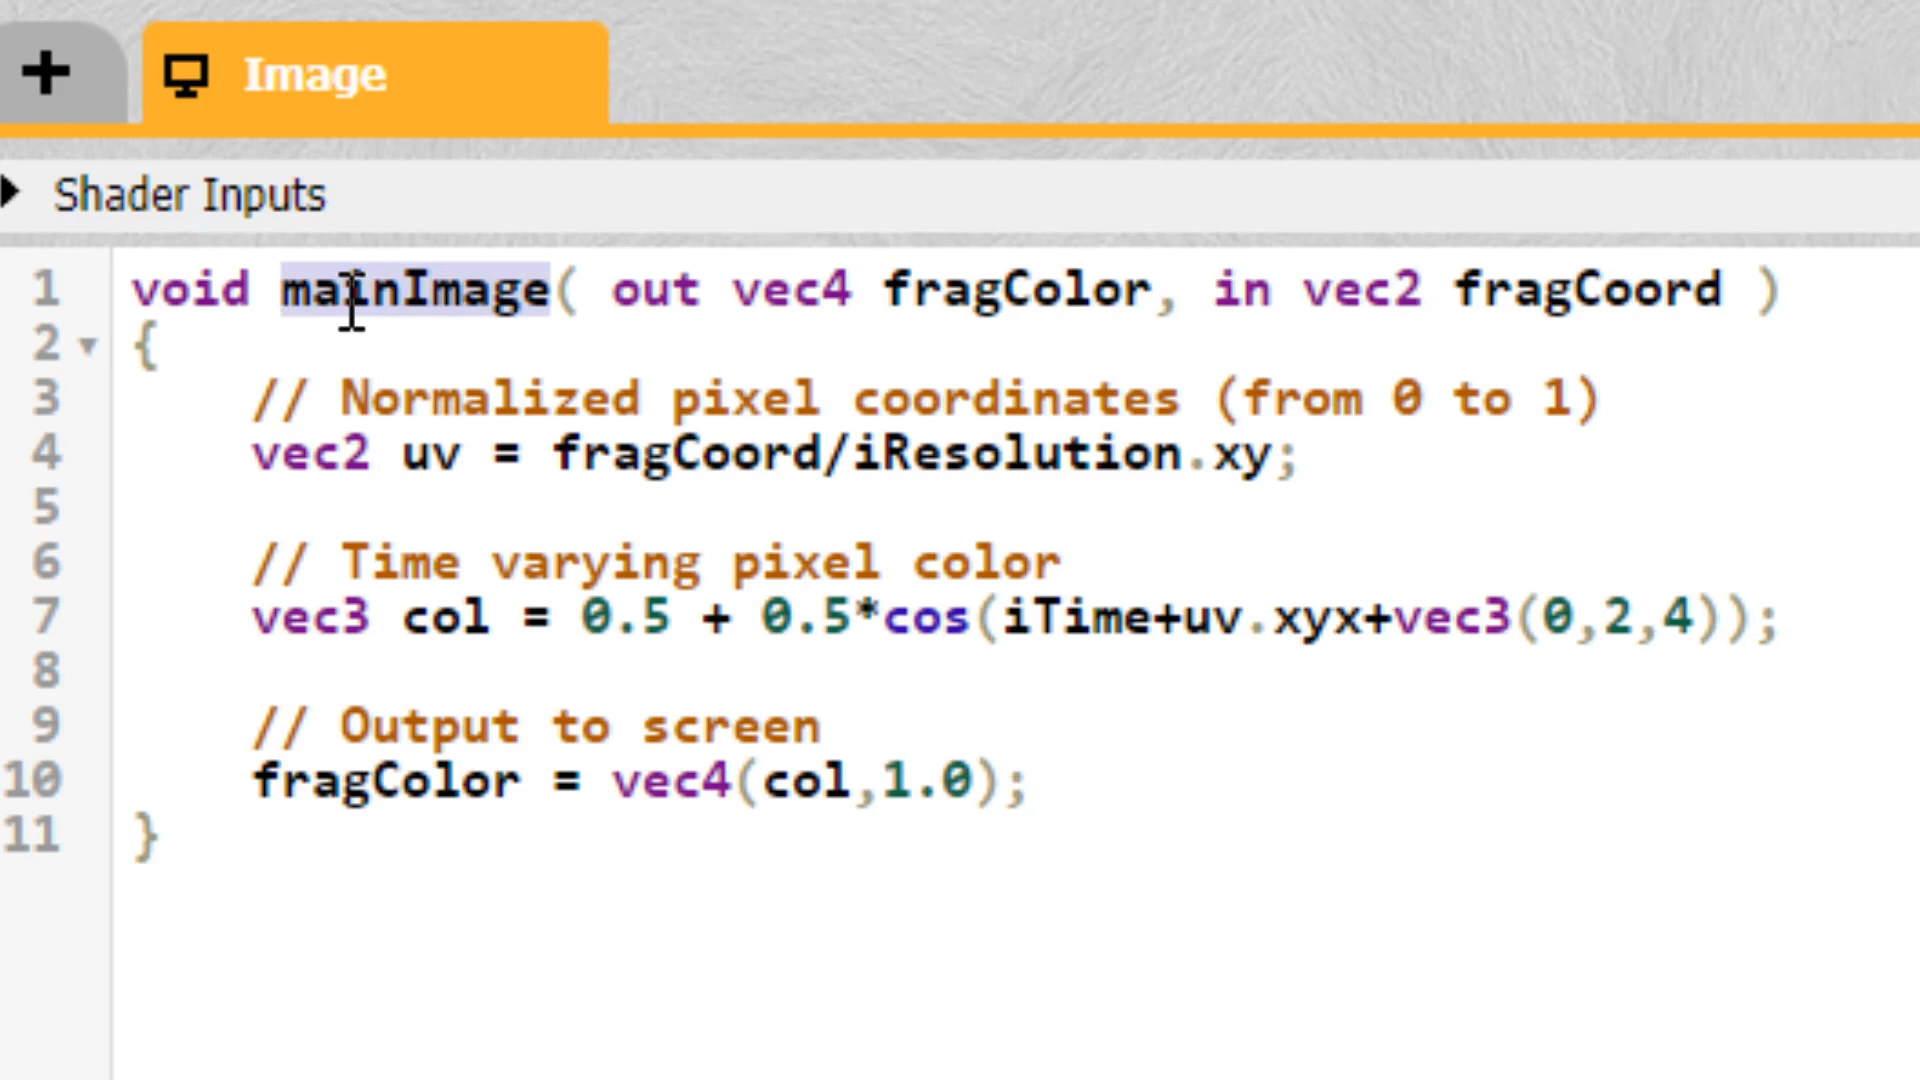 + Image
Shader Inputs
1 void mainImage( out vec4 fragColor, in vec2 fragCoord )
2 {
3     // Normalized pixel coordinates (from 0 to 1)
4     vec2 uv = fragCoord/iResolution.xy;
5
6     // Time varying pixel color
7     vec3 col = 0.5 + 0.5*cos(iTime+uv.xyx+vec3(0,2,4));
8
9     // Output to screen
10     fragColor = vec4(col,1.0);
11 }